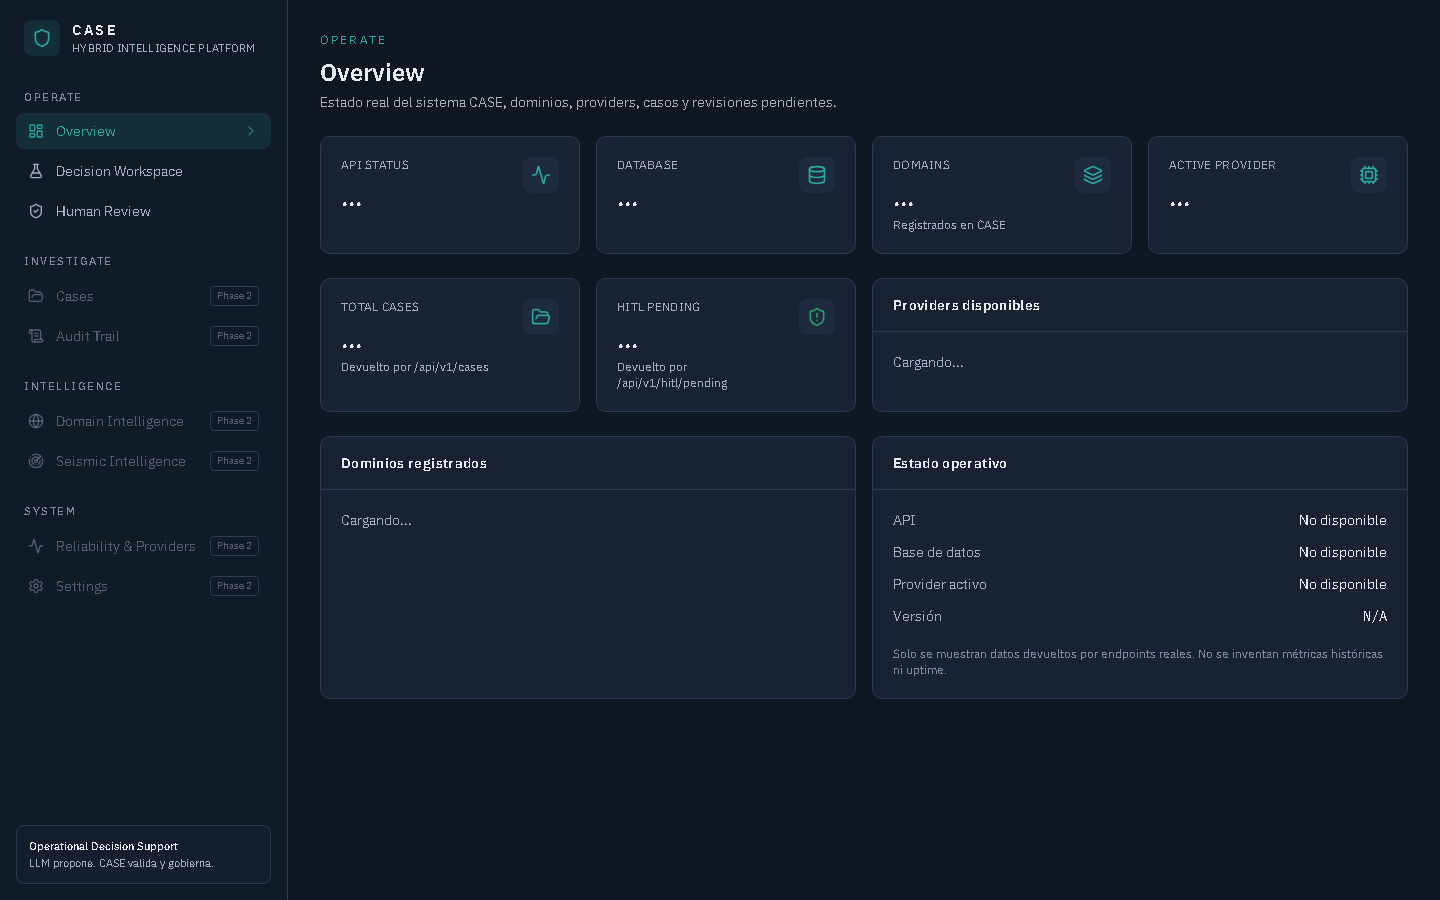 CASE
HYBRID INTELLIGENCE PLATFORM
OPERATE
Overview
Decision Workspace
Human Review
INVESTIGATE
Cases
Phase 2
Audit Trail
Phase 2
INTELLIGENCE
Domain Intelligence
Phase 2
Seismic Intelligence
Phase 2
SYSTEM
Reliability & Providers
Phase 2
Settings
Phase 2
Operational Decision Support
LLM propone. CASE valida y gobierna.
OPERATE
Overview
Estado real del sistema CASE, dominios, providers, casos y revisiones pendientes.
API STATUS
...
DATABASE
...
DOMAINS
...
Registrados en CASE
ACTIVE PROVIDER
...
TOTAL CASES
...
Devuelto por /api/v1/cases
HITL PENDING
...
Devuelto por
/api/v1/hitl/pending
Providers disponibles
Cargando...
Dominios registrados
Cargando...
Estado operativo
API No disponible
Base de datos No disponible
Provider activo No disponible
Versión N/A
Solo se muestran datos devueltos por endpoints reales. No se inventan métricas históricas
ni uptime.